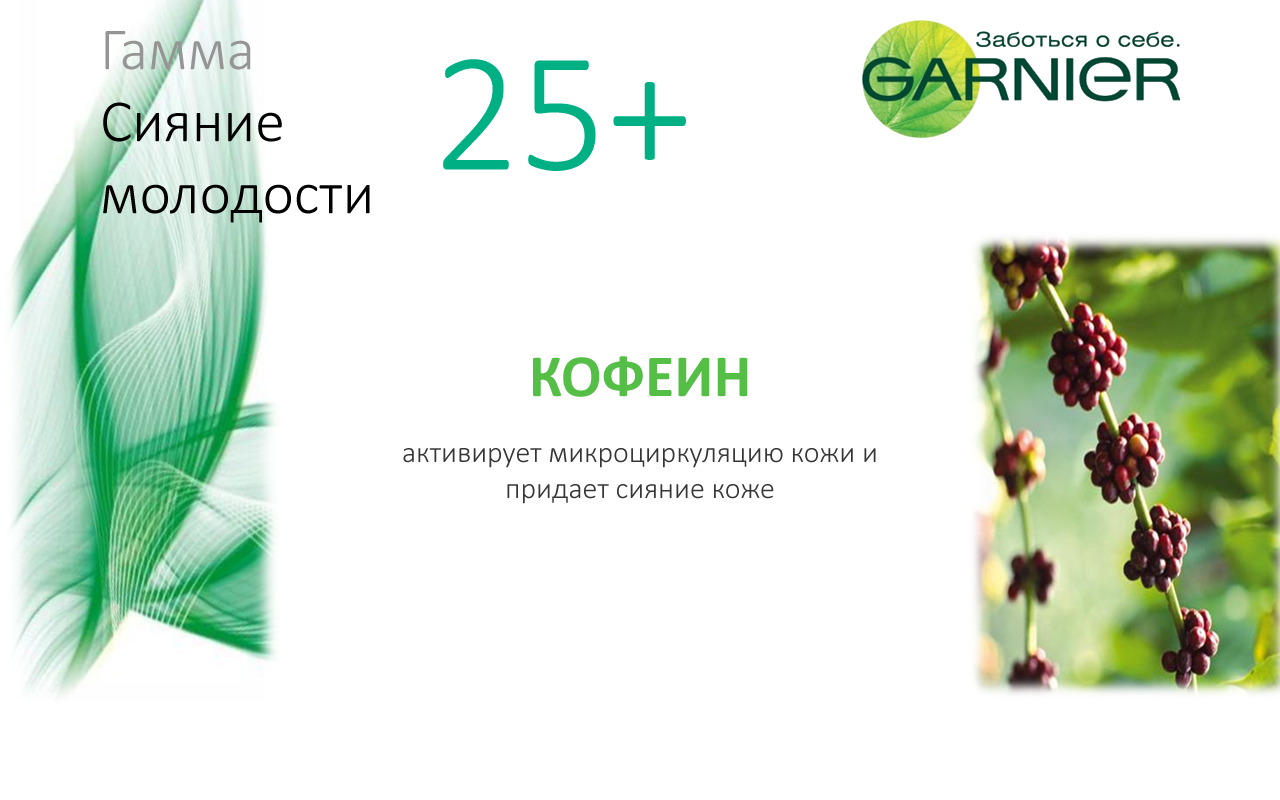 Гамма
Сияние
молодости
25+
Заботься о себе.
GARNIER
КОФЕИН
активирует микроциркуляцию кожи и
придает сияние коже